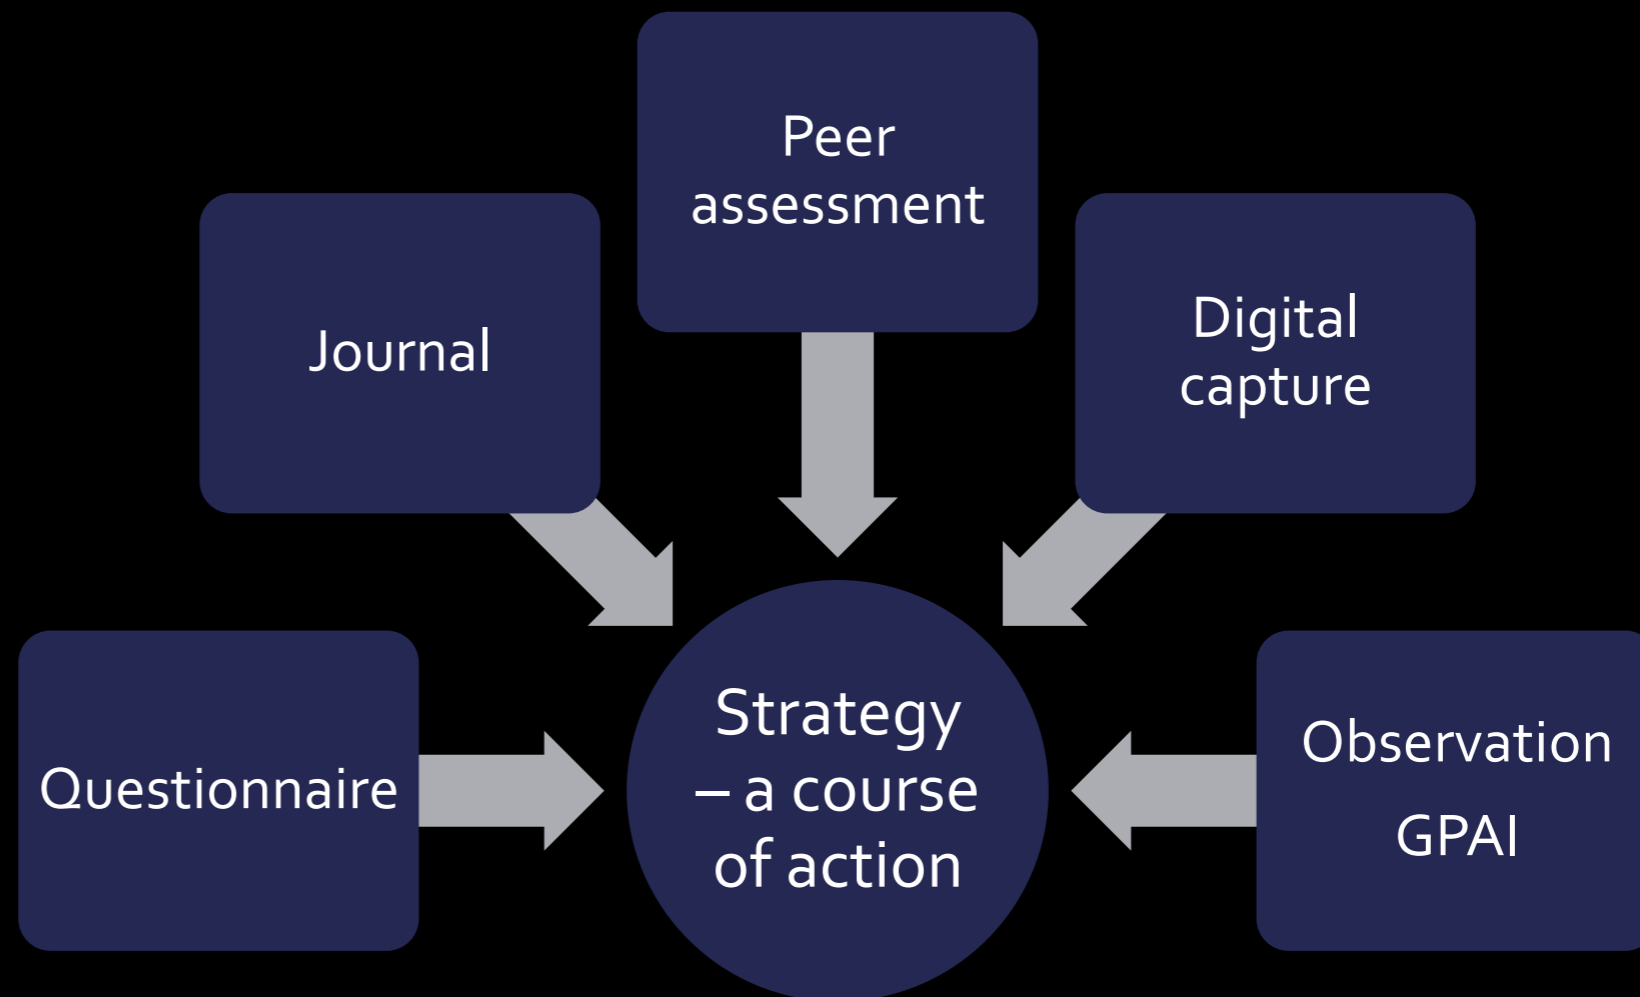 Peer
assessment
Journal
Digital
capture
Questionnaire
Strategy
– a course
of action
Observation
GPAI